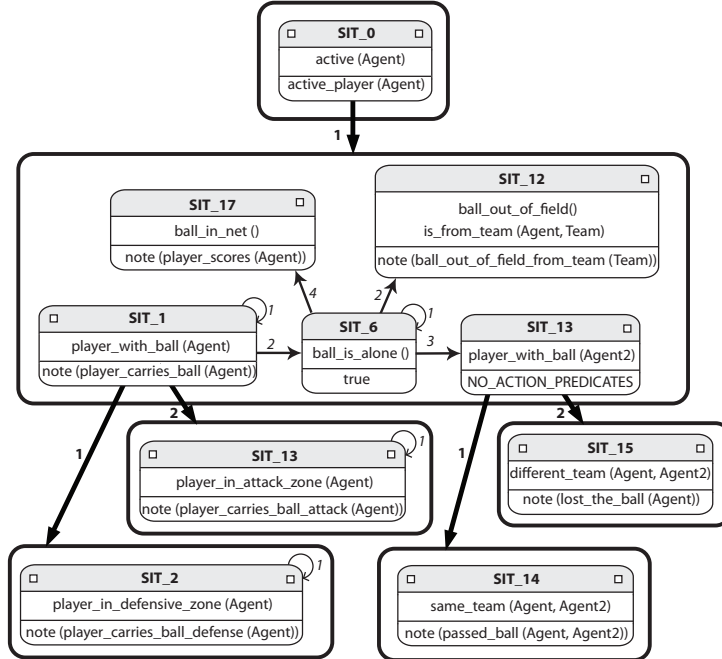 SIT_0
active (Agent)
active_player (Agent)
1
SIT_12
ball_out_of_field()
is_from_team (Agent, Team)
note (ball_out_of_field_from_team (Team))
SIT_17
ball_in_net ()
note (player_scores (Agent))
4
2
SIT_1
1
player_with_ball (Agent)
note (player_carries_ball (Agent))
2
SIT_6
1
ball_is_alone ()
true
3
SIT_13
player_with_ball (Agent2)
NO_ACTION_PREDICATES
1
2
1
2
SIT_13
1
player_in_attack_zone (Agent)
note (player_carries_ball_attack (Agent))
SIT_15
different_team (Agent, Agent2)
note (lost_the_ball (Agent))
SIT_2
1
player_in_defensive_zone (Agent)
note (player_carries_ball_defense (Agent))
SIT_14
same_team (Agent, Agent2)
note (passed_ball (Agent, Agent2))